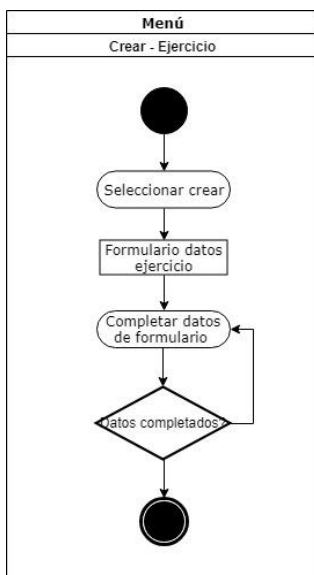 Menú
Crear - Ejercicio
Seleccionar crear
Formulario datos
ejercicio
Completar datos
de formulario
Datos completados?